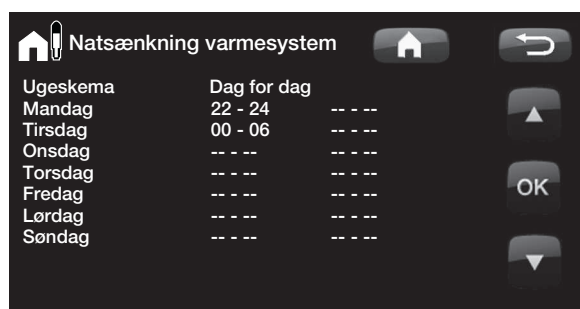 Natsænkning varmesystem
Ugeskema Dag for dag
Mandag 22 - 24 -- - --
Tirsdag 00 - 06 -- - --
Onsdag -- - -- -- - --
Torsdag -- - -- -- - --
Fredag -- - -- -- - --
Lørdag -- - -- -- - --
Søndag -- - -- -- - --
OK